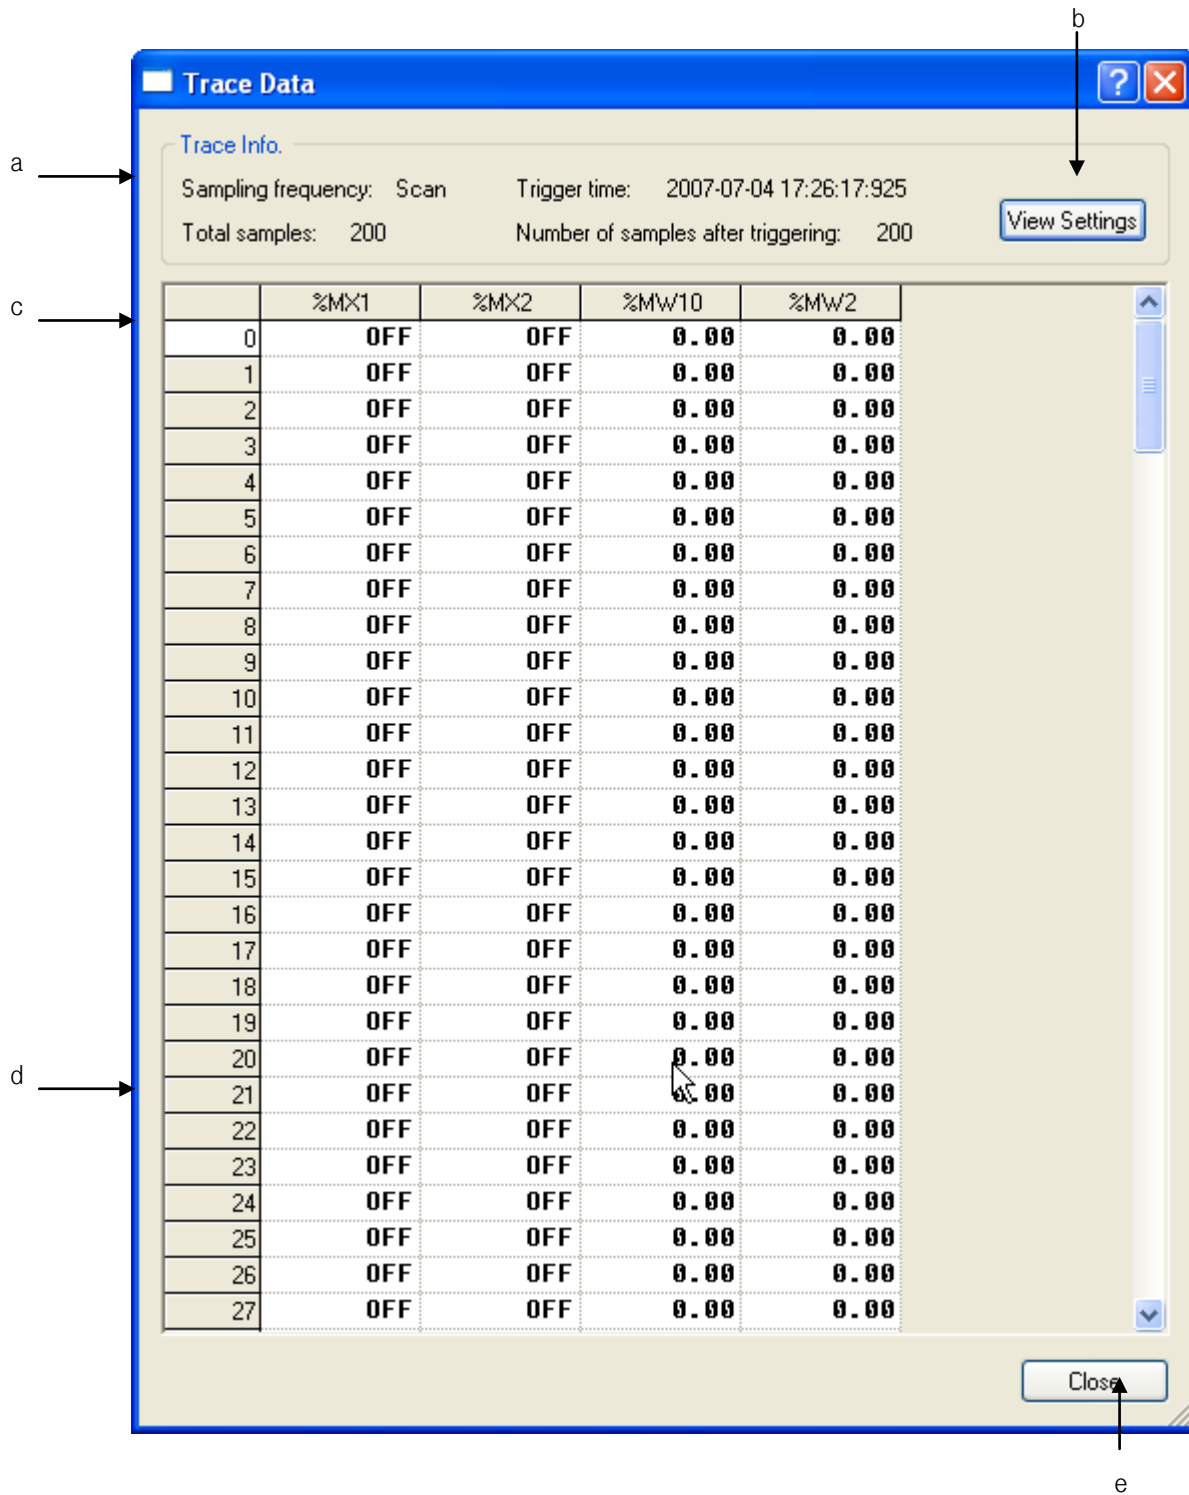 b
Trace Data
a
Trace Info.
Sampling frequency: Scan Trigger time: 2007-07-04 17:26:17:925
Total samples: 200 Number of samples after triggering: 200
View Settings
c
%MX1 %MX2 %MW10 %MW2
0 OFF OFF 0.00 0.00
1 OFF OFF 0.00 0.00
2 OFF OFF 0.00 0.00
3 OFF OFF 0.00 0.00
4 OFF OFF 0.00 0.00
5 OFF OFF 0.00 0.00
6 OFF OFF 0.00 0.00
7 OFF OFF 0.00 0.00
8 OFF OFF 0.00 0.00
9 OFF OFF 0.00 0.00
10 OFF OFF 0.00 0.00
11 OFF OFF 0.00 0.00
12 OFF OFF 0.00 0.00
13 OFF OFF 0.00 0.00
14 OFF OFF 0.00 0.00
15 OFF OFF 0.00 0.00
16 OFF OFF 0.00 0.00
17 OFF OFF 0.00 0.00
18 OFF OFF 0.00 0.00
19 OFF OFF 0.00 0.00
20 OFF OFF 0.00 0.00
d
21 OFF OFF 0.00 0.00
22 OFF OFF 0.00 0.00
23 OFF OFF 0.00 0.00
24 OFF OFF 0.00 0.00
25 OFF OFF 0.00 0.00
26 OFF OFF 0.00 0.00
27 OFF OFF 0.00 0.00
Close
e